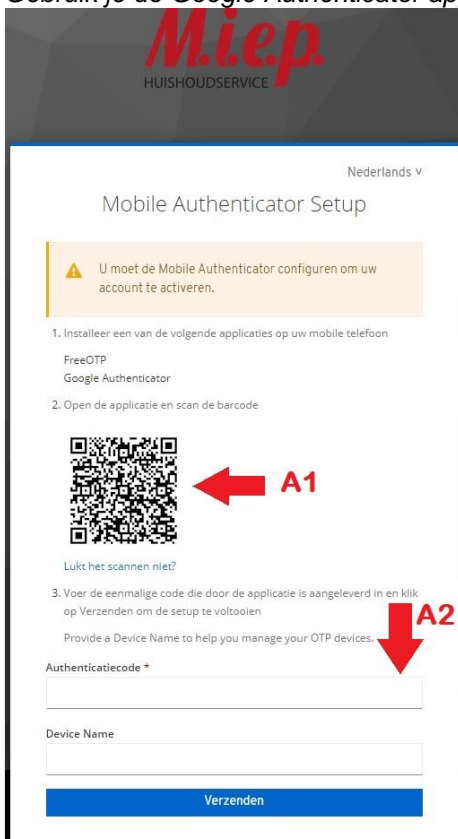 Gebruik je de Google Authenticator ap
M.i.e.p.
HUISHOUDSERVICE
Nederlands ˅
Mobile Authenticator Setup
U moet de Mobile Authenticator configuren om uw
account te activeren.
1. Installeer een van de volgende applicaties op uw mobile telefoon
FreeOTP
Google Authenticator
2. Open de applicatie en scan de barcode
A1
Lukt het scannen niet?
3. Voer de eenmalige code die door de applicatie is aangeleverd in en klik
op Verzenden om de setup te voltooien
A2
Provide a Device Name to help you manage your OTP devices.
Authenticatiecode *
Device Name
Verzenden